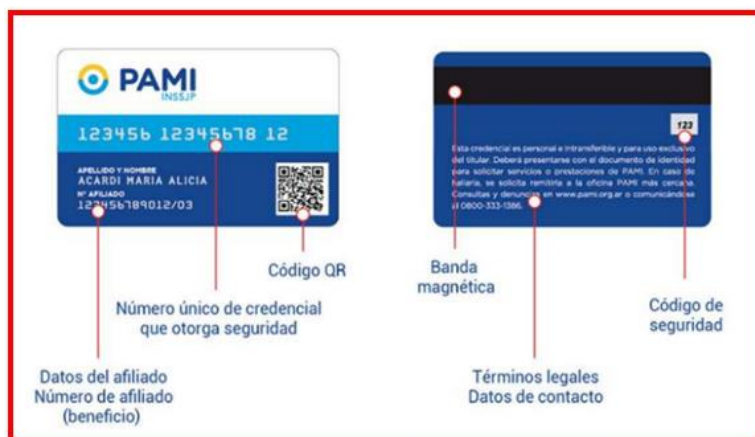 PAMI
INSSJP
123456 12345678 12
APELLIDO Y NOMBRE
ACARDI MARIA ALICIA
N° AFILIADO
123456789012/03
Código QR
Número único de credencial
que otorga seguridad
Datos del afiliado
Número de afiliado
(beneficio)
123
Esta credencial es personal e intransferible y para uso exclusivo
del titular. Deberá presentarse con el documento de identidad
para solicitar servicios o prestaciones de PAMI. En caso de
hallarla, se solicita remitirla a la oficina PAMI más cercana.
Consultas y denuncias en www.pami.org.ar o comunicándose
al 0800-333-1386.
Banda
magnética
Código de
seguridad
Términos legales
Datos de contacto